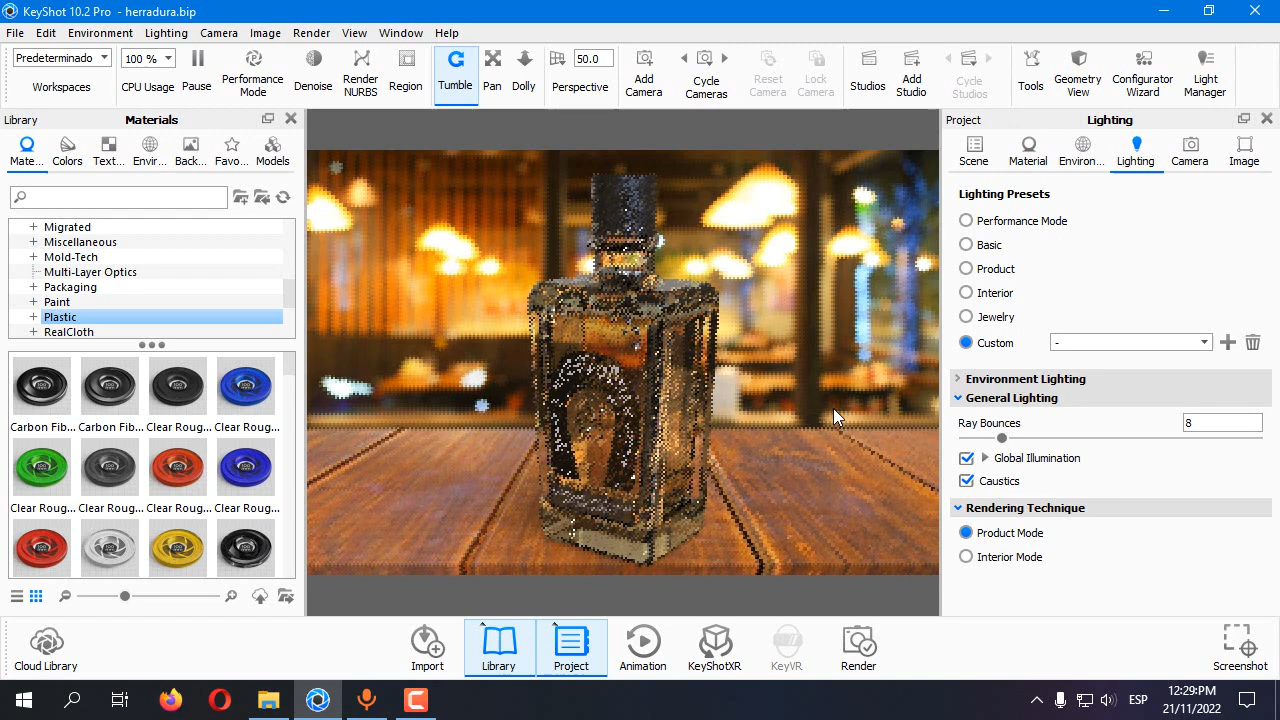 KeyShot 10.2 Pro - herradura.bip
File Edit Environment Lighting Camera Image Render View Window Help
Predeterminado 100 % 50.0
Workspaces CPU Usage Pause Performance Mode Denoise Render NURBS Region Tumble Pan Dolly Perspective Add Camera Cycle Cameras Reset Camera Lock Camera Studios Add Studio Cycle Studios Tools Geometry View Configurator Wizard Light Manager
Library Materials
Mate... Colors Text... Envir... Back... Favo... Models
Migrated
Miscellaneous
Mold-Tech
Multi-Layer Optics
Packaging
Paint
Plastic
RealCloth
Carbon Fib... Carbon Fib... Clear Roug... Clear Roug...
Clear Roug... Clear Roug... Clear Roug... Clear Roug...
Project Lighting
Scene Material Environ... Lighting Camera Image
Lighting Presets
Performance Mode
Basic
Product
Interior
Jewelry
Custom -
Environment Lighting
General Lighting
Ray Bounces 8
Global Illumination
Caustics
Rendering Technique
Product Mode
Interior Mode
Cloud Library Import Library Project Animation KeyShotXR KeyVR Render Screenshot
ESP 12:29PM
21/11/2022